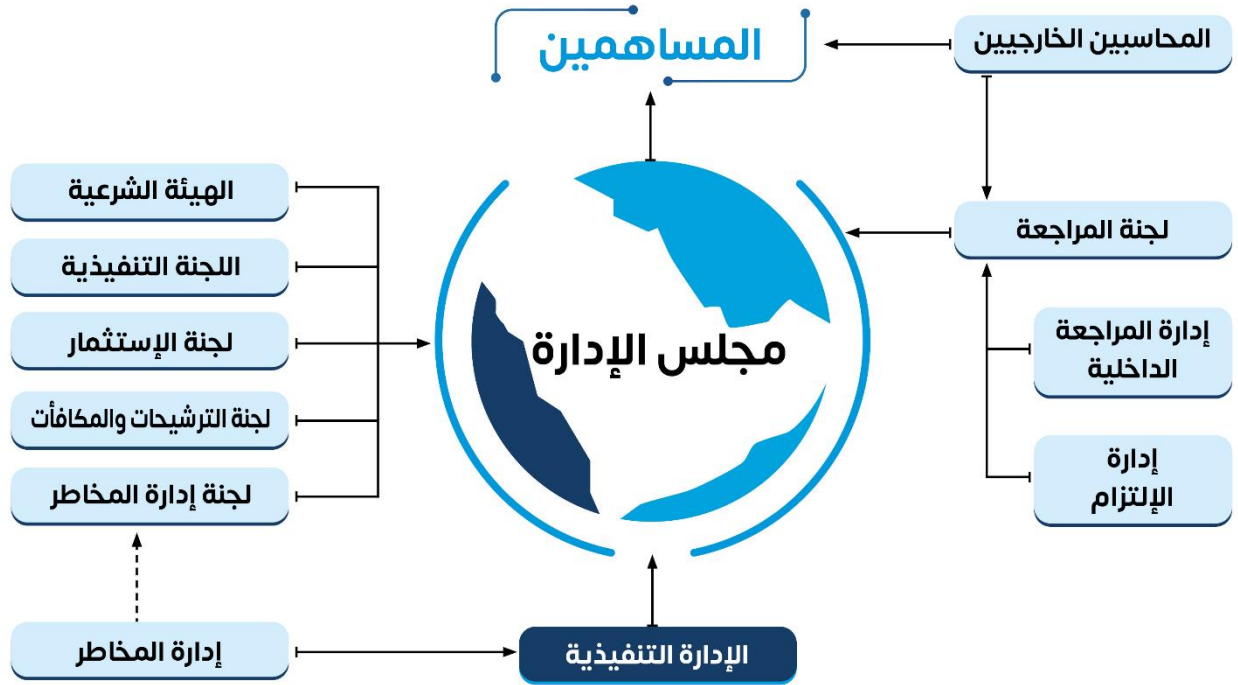 المساهمين
المحاسبين الخارجيين
لجنة المراجعة
إدارة المراجعة
الداخلية
إدارة
الإلتزام
مجلس الإدارة
الهيئة الشرعية
اللجنة التنفيذية
لجنة الإستثمار
لجنة الترشيحات والمكافأت
لجنة إدارة المخاطر
الإدارة التنفيذية
إدارة المخاطر